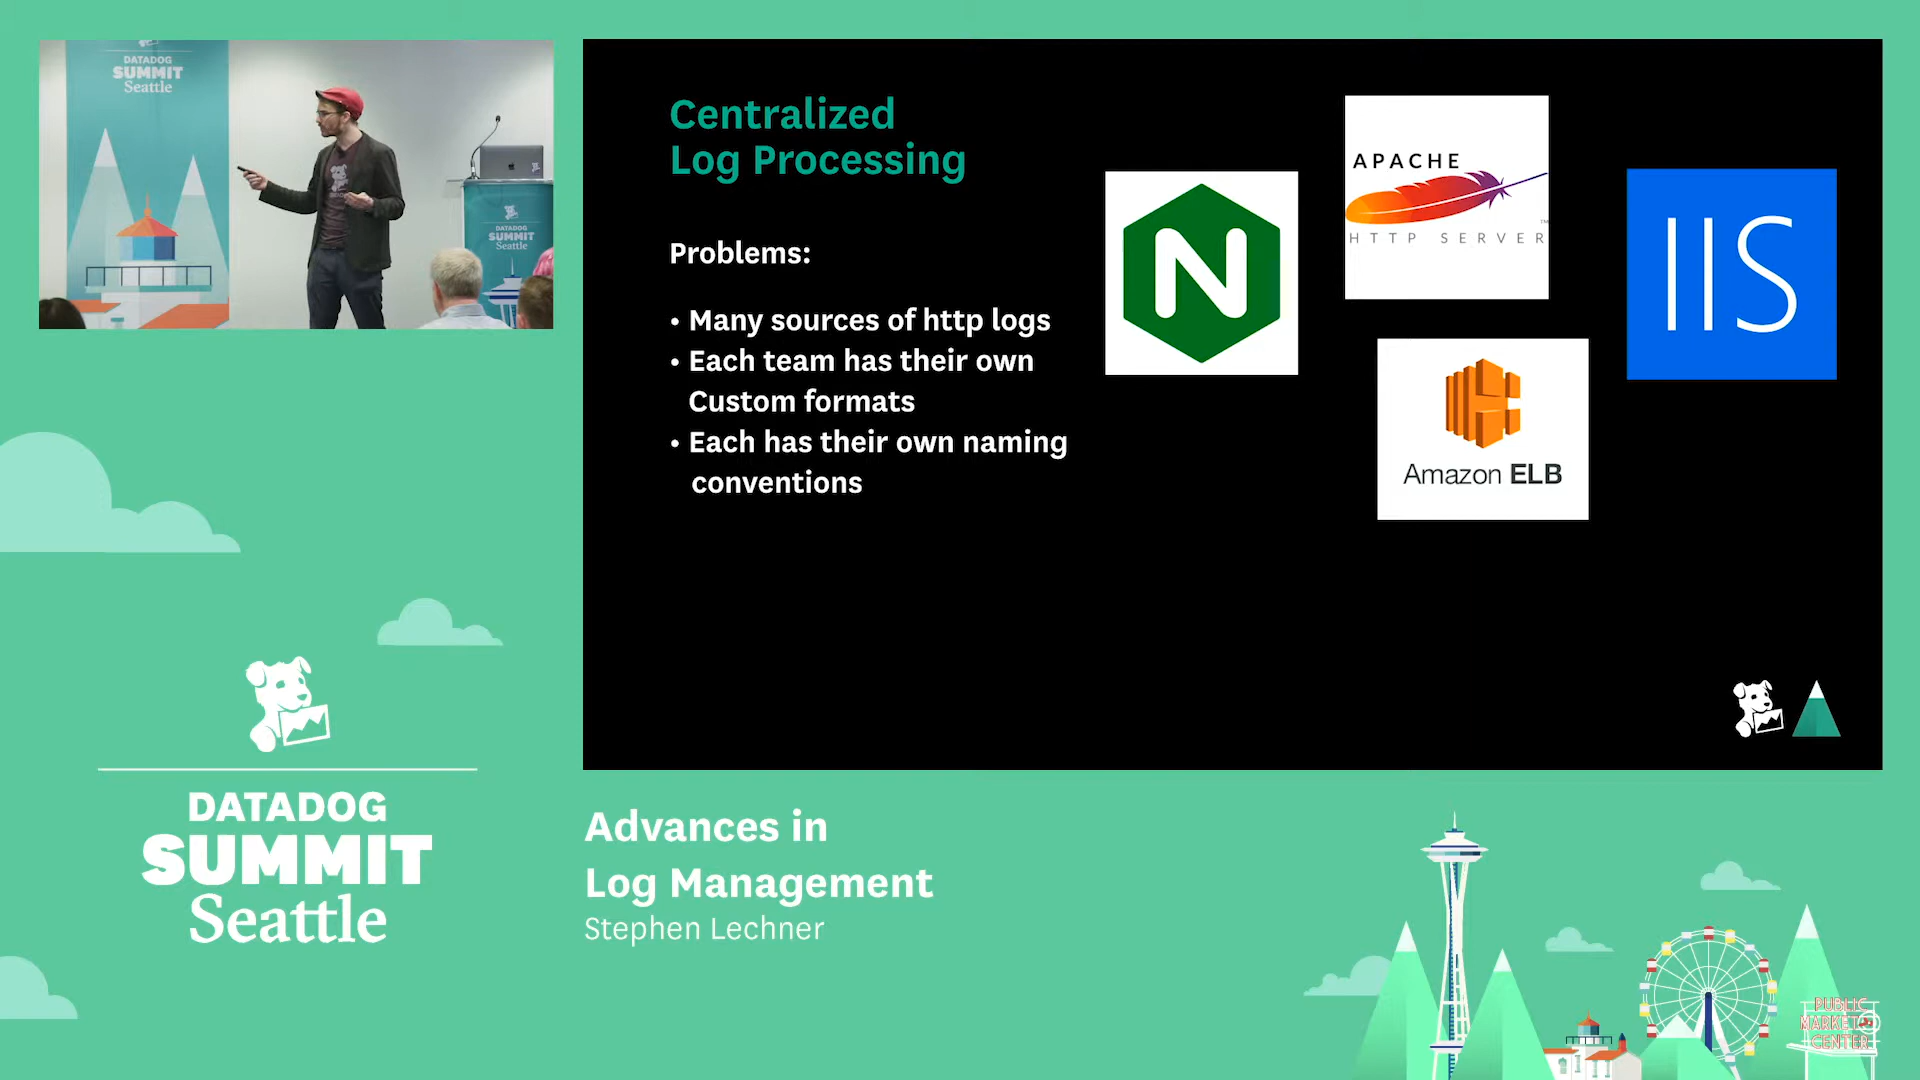 DATADOG
SUMMIT
Seattle
DATADOG
SUMMIT
Seattle
Centralized
Log Processing
Problems:
• Many sources of http logs
• Each team has their own
Custom formats
• Each has their own naming
conventions
N
APACHE
HTTP SERVER
TM
IIS
Amazon ELB
DATADOG
SUMMIT
Seattle
Advances in
Log Management
Stephen Lechner
PUBLIC
MARKET
CENTER